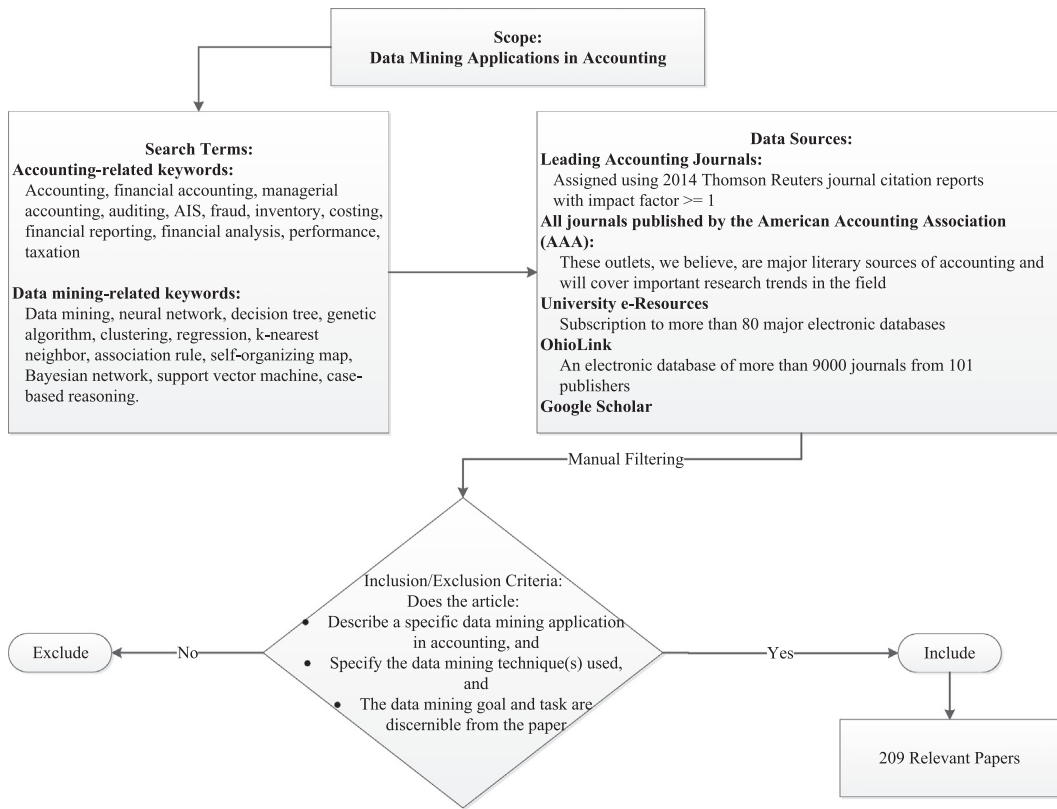 Scope:
Data Mining Applications in Accounting
Search Terms:
Accounting-related keywords:
Accounting, financial accounting, managerial
accounting, auditing, AIS, fraud, inventory, costing,
financial reporting, financial analysis, performance,
taxation
Data mining-related keywords:
Data mining, neural network, decision tree, genetic
algorithm, clustering, regression, k-nearest
neighbor, association rule, self-organizing map,
Bayesian network, support vector machine, case-
based reasoning.
Data Sources:
Leading Accounting Journals:
Assigned using 2014 Thomson Reuters journal citation reports
with impact factor >= 1
All journals published by the American Accounting Association
(AAA):
These outlets, we believe, are major literary sources of accounting and
will cover important research trends in the field
University e-Resources
Subscription to more than 80 major electronic databases
OhioLink
An electronic database of more than 9000 journals from 101
publishers
Google Scholar
Manual Filtering
Inclusion/Exclusion Criteria:
Does the article:
• Describe a specific data mining application
in accounting, and
• Specify the data mining technique(s) used,
and
• The data mining goal and task are
discernible from the paper
No
Exclude
Yes
Include
209 Relevant Papers